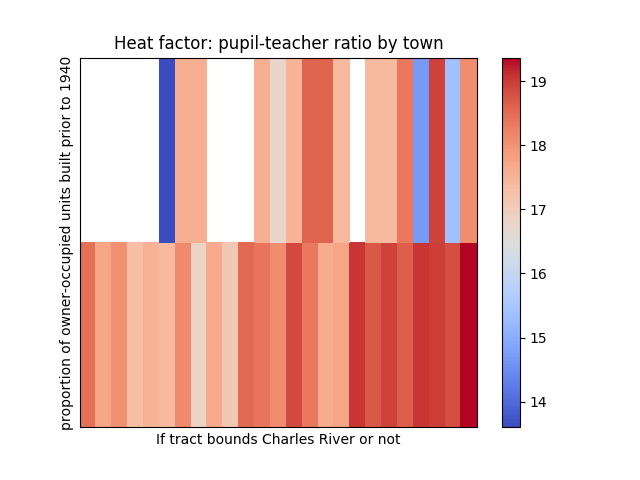 Heat factor: pupil-teacher ratio by town
proportion of owner-occupied units built prior to 1940
If tract bounds Charles River or not
19
18
17
16
15
14